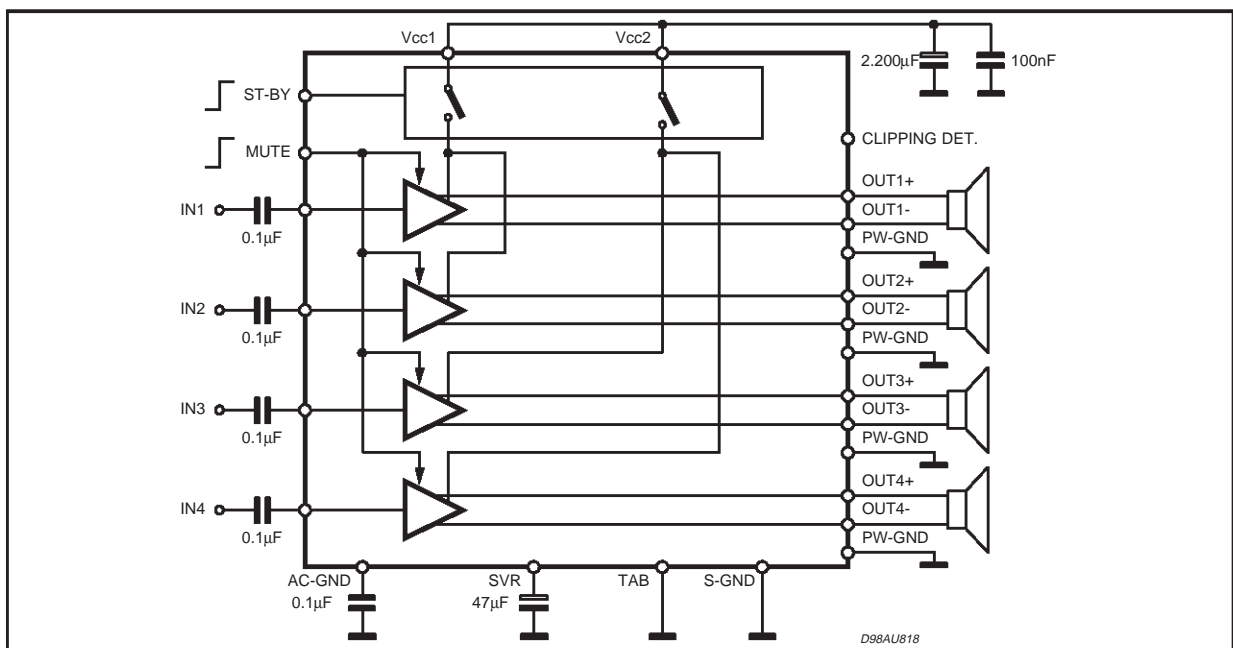 Vcc1
Vcc2
2.200µF
100nF
ST-BY
MUTE
CLIPPING DET.
IN1
0.1µF
OUT1+
OUT1-
PW-GND
IN2
0.1µF
OUT2+
OUT2-
PW-GND
IN3
0.1µF
OUT3+
OUT3-
PW-GND
IN4
0.1µF
OUT4+
OUT4-
PW-GND
AC-GND
0.1µF
SVR
47µF
TAB
S-GND
D98AU818